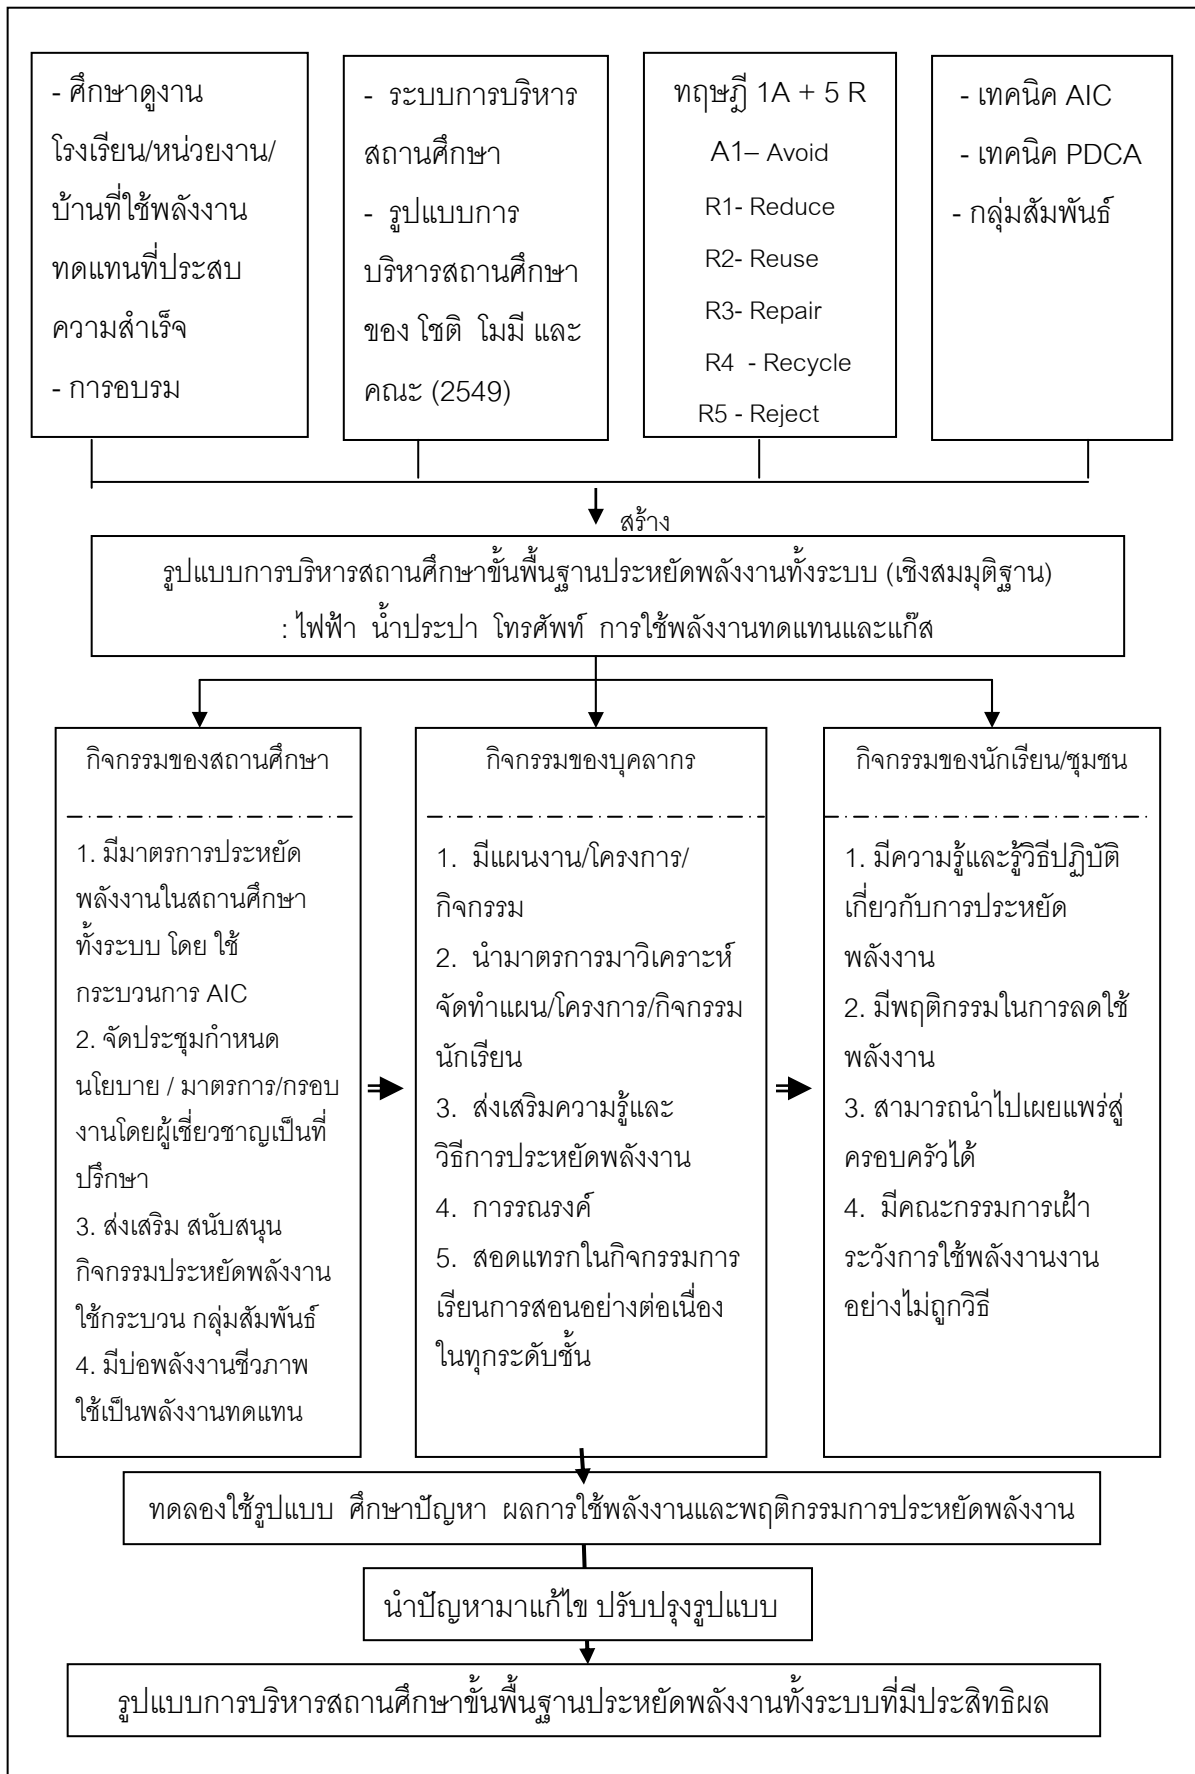 - ศึกษาดูงาน
โรงเรียน/หน่วยงาน/
บ้านที่ใช้พลังงาน
ทดแทนที่ประสบ
ความสำเร็จ
- การอบรม
- ระบบการบริหาร
สถานศึกษา
- รูปแบบการ
บริหารสถานศึกษา
ของ โชติ โมมี และ
คณะ (2549)
ทฤษฎี 1A + 5 R
A1– Avoid
R1- Reduce
R2- Reuse
R3- Repair
R4 - Recycle
R5 - Reject
- เทคนิค AIC
- เทคนิค PDCA
- กลุ่มสัมพันธ์
สร้าง
รูปแบบการบริหารสถานศึกษาขั้นพื้นฐานประหยัดพลังงานทั้งระบบ (เชิงสมมุติฐาน)
: ไฟฟ้า น้ำประปา โทรศัพท์ การใช้พลังงานทดแทนและแก๊ส
กิจกรรมของสถานศึกษา
1. มีมาตรการประหยัด
พลังงานในสถานศึกษา
ทั้งระบบ โดย ใช้
กระบวนการ AIC
2. จัดประชุมกำหนด
นโยบาย / มาตรการ/กรอบ
งานโดยผู้เชี่ยวชาญเป็นที่
ปรึกษา
3. ส่งเสริม สนับสนุน
กิจกรรมประหยัดพลังงาน
ใช้กระบวน กลุ่มสัมพันธ์
4. มีบ่อพลังงานชีวภาพ
ใช้เป็นพลังงานทดแทน
กิจกรรมของบุคลากร
1. มีแผนงาน/โครงการ/
กิจกรรม
2. นำมาตรการมาวิเคราะห์
จัดทำแผน/โครงการ/กิจกรรม
นักเรียน
3. ส่งเสริมความรู้และ
วิธีการประหยัดพลังงาน
4. การรณรงค์
5. สอดแทรกในกิจกรรมการ
เรียนการสอนอย่างต่อเนื่อง
ในทุกระดับชั้น
กิจกรรมของนักเรียน/ชุมชน
1. มีความรู้และรู้วิธีปฏิบัติ
เกี่ยวกับการประหยัด
พลังงาน
2. มีพฤติกรรมในการลดใช้
พลังงาน
3. สามารถนำไปเผยแพร่สู่
ครอบครัวได้
4. มีคณะกรรมการเฝ้า
ระวังการใช้พลังงานงาน
อย่างไม่ถูกวิธี
ทดลองใช้รูปแบบ ศึกษาปัญหา ผลการใช้พลังงานและพฤติกรรมการประหยัดพลังงาน
นำปัญหามาแก้ไข ปรับปรุงรูปแบบ
รูปแบบการบริหารสถานศึกษาขั้นพื้นฐานประหยัดพลังงานทั้งระบบที่มีประสิทธิผล